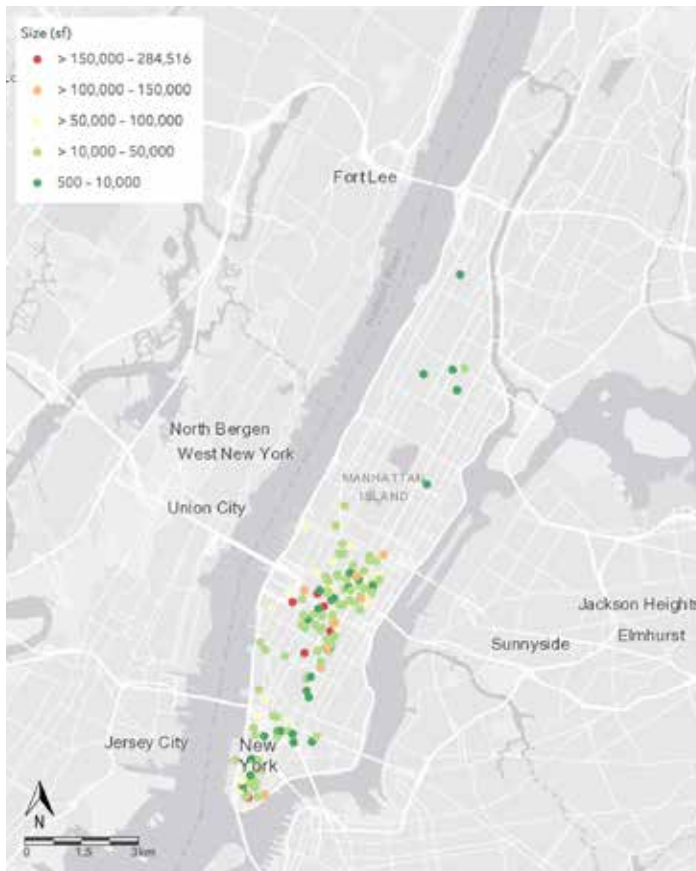 Size (sf)
> 150,000 - 284,516
> 100,000 - 150,000
> 50,000 - 100,000
> 10,000 - 50,000
500 - 10,000
Fort Lee
North Bergen
West New York
MANHATTAN
ISLAND
Union City
Jackson Heights
Elmhurst
Sunnyside
Jersey City
New
York
N
0 1.5 3 km